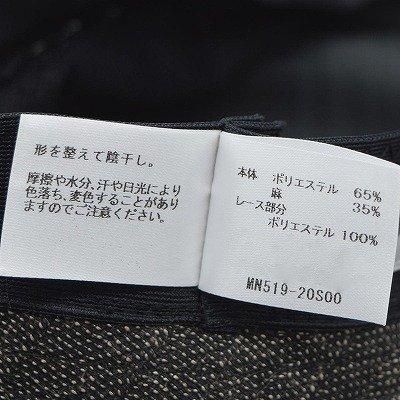 形を整えて陰干し。
摩擦や水分、汗や日光により
色落ち、変色することがあり
ますのでご注意ください。
本体 ポリエステル 65%
麻 35%
レース部分
ポリエステル 100%
MN519-20S00